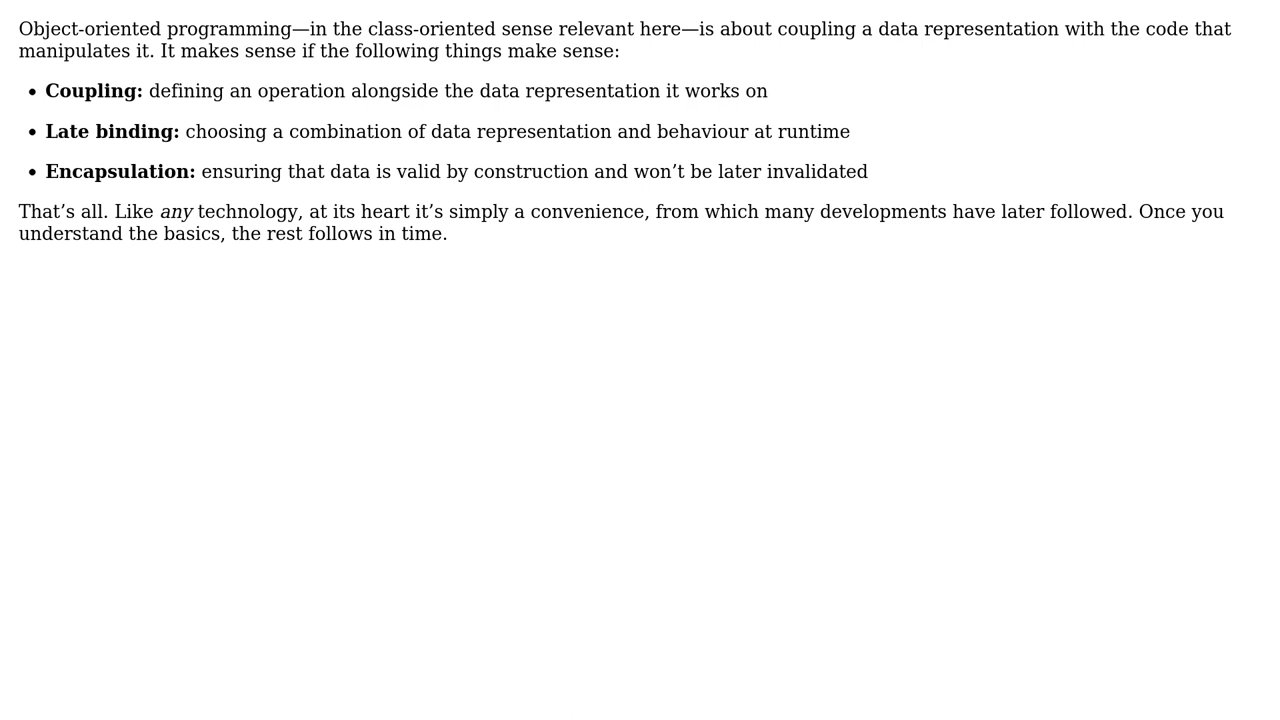 Object-oriented programming—in the class-oriented sense relevant here—is about coupling a data representation with the code that
manipulates it. It makes sense if the following things make sense:
• Coupling: defining an operation alongside the data representation it works on
• Late binding: choosing a combination of data representation and behaviour at runtime
• Encapsulation: ensuring that data is valid by construction and won’t be later invalidated
That’s all. Like any technology, at its heart it’s simply a convenience, from which many developments have later followed. Once you
understand the basics, the rest follows in time.